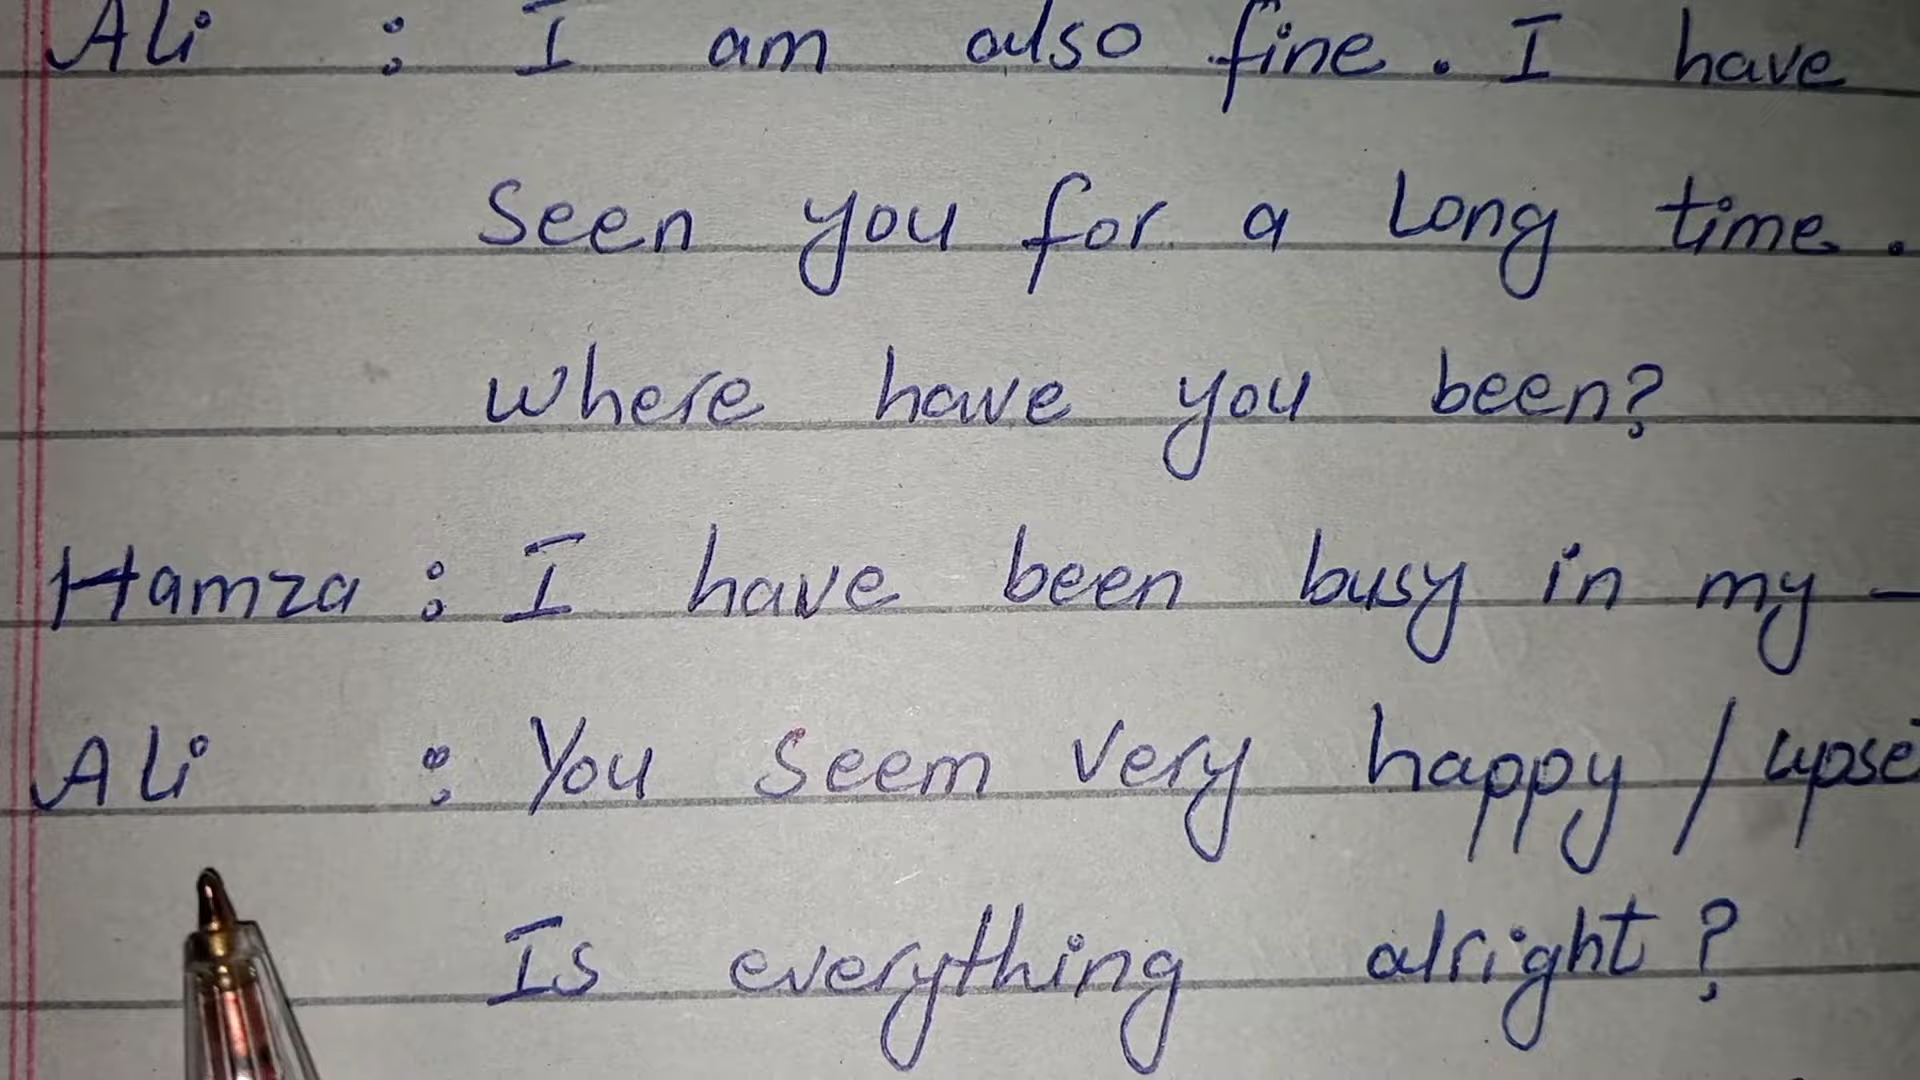 Ali : I am also fine. I have
seen you for a long time.
Where have you been?
Hamza : I have been busy in my -
Ali : You seem very happy / upse
Is everything alright?